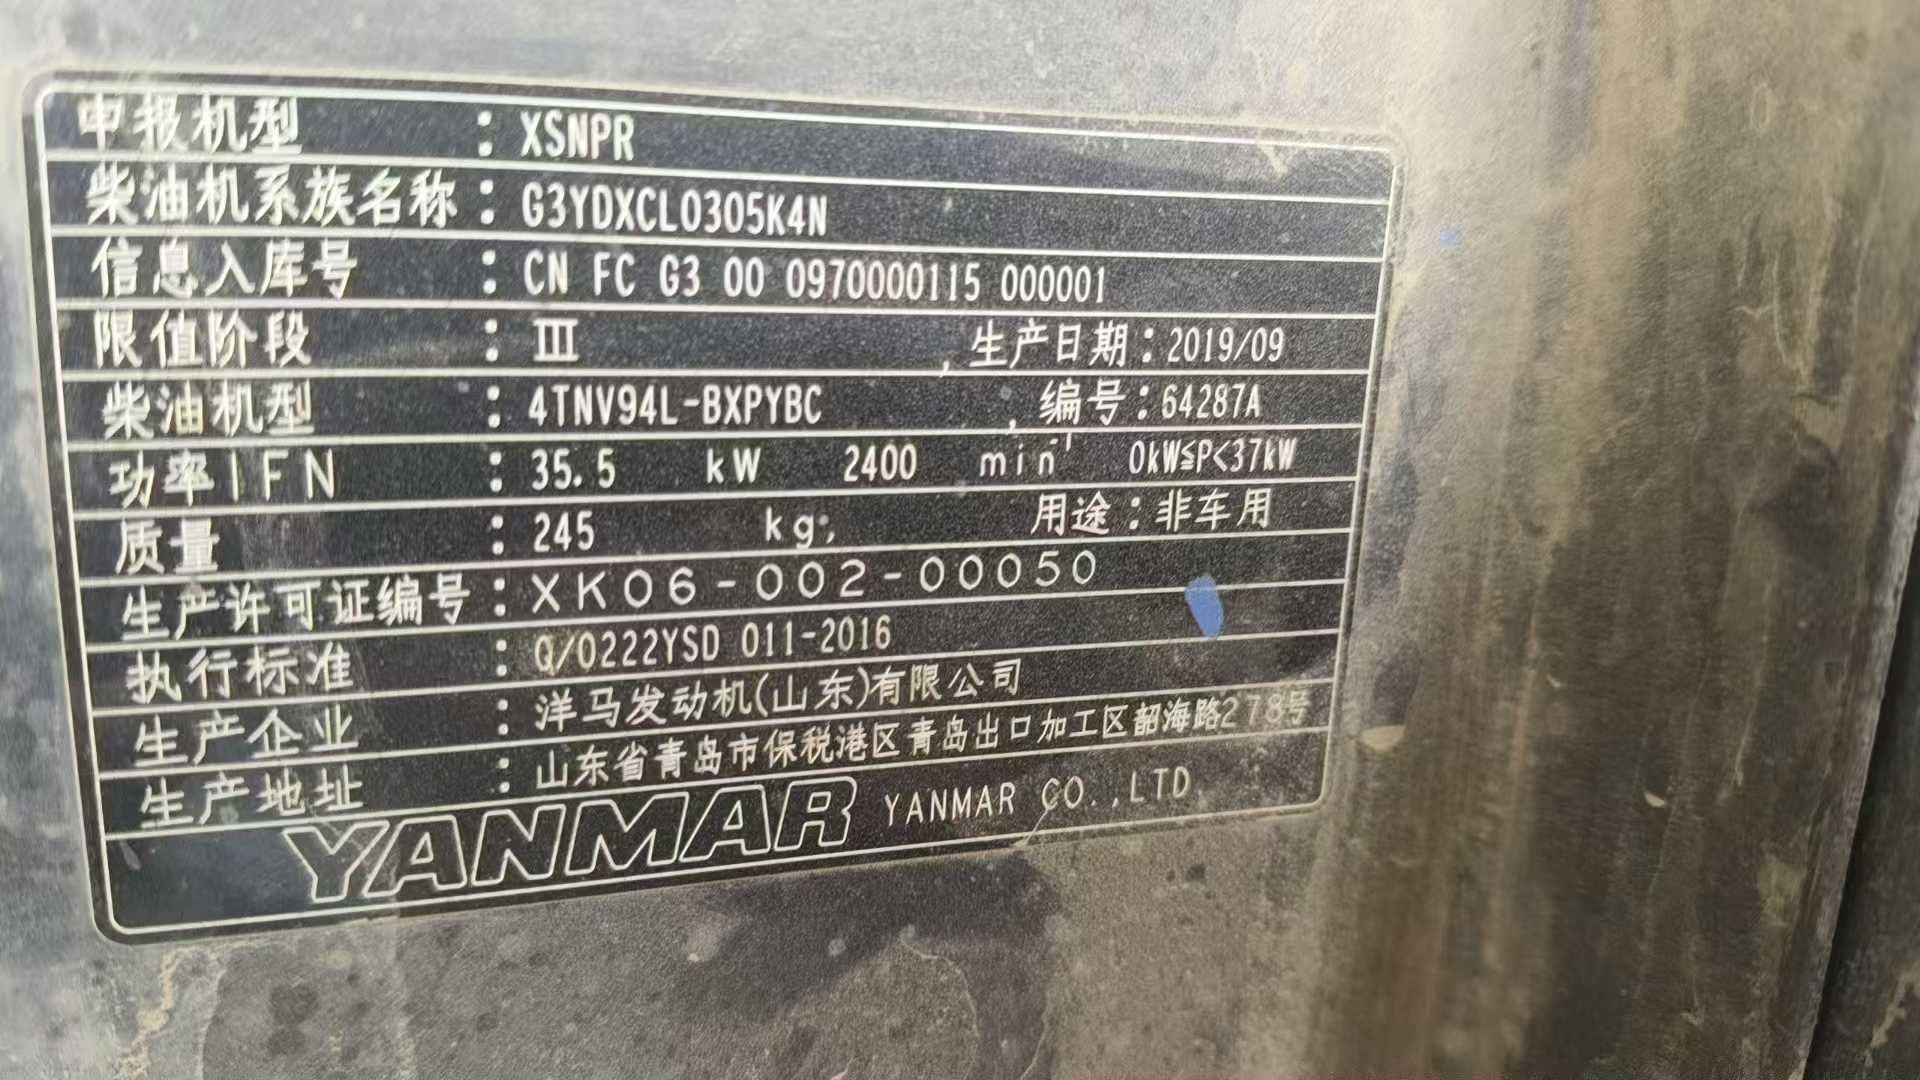 申报机型 : XSNPR
柴油机系族名称 : G3YDXCL0305K4N
信息入库号 : CN FC G3 00 0970000115 000001
限值阶段 : III , 生产日期 : 2019/09
柴油机型 : 4TNV94L-BXPYBC , 编号 : 64287A
功率IFN : 35.5 kW 2400 min⁻¹ 0kW≦P<37kW
质量 : 245 kg; 用途 : 非车用
生产许可证编号 : XK06-002-00050
执行标准 : Q/0222YSD 011-2016
生产企业 : 洋马发动机(山东)有限公司
生产地址 : 山东省青岛市保税港区青岛出口加工区韶海路278号
YANMAR YANMAR CO.,LTD